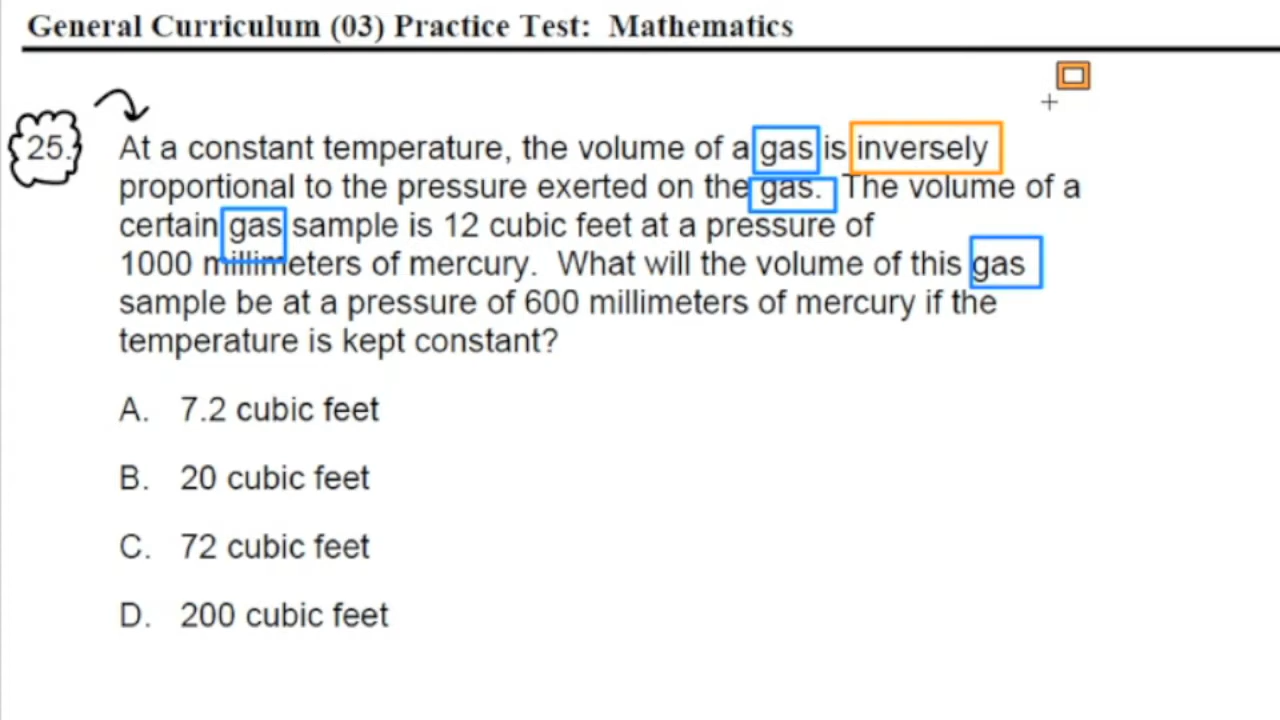 General Curriculum (03) Practice Test: Mathematics
25. At a constant temperature, the volume of a gas is inversely
proportional to the pressure exerted on the gas. The volume of a
certain gas sample is 12 cubic feet at a pressure of
1000 millimeters of mercury. What will the volume of this gas
sample be at a pressure of 600 millimeters of mercury if the
temperature is kept constant?
A. 7.2 cubic feet
B. 20 cubic feet
C. 72 cubic feet
D. 200 cubic feet